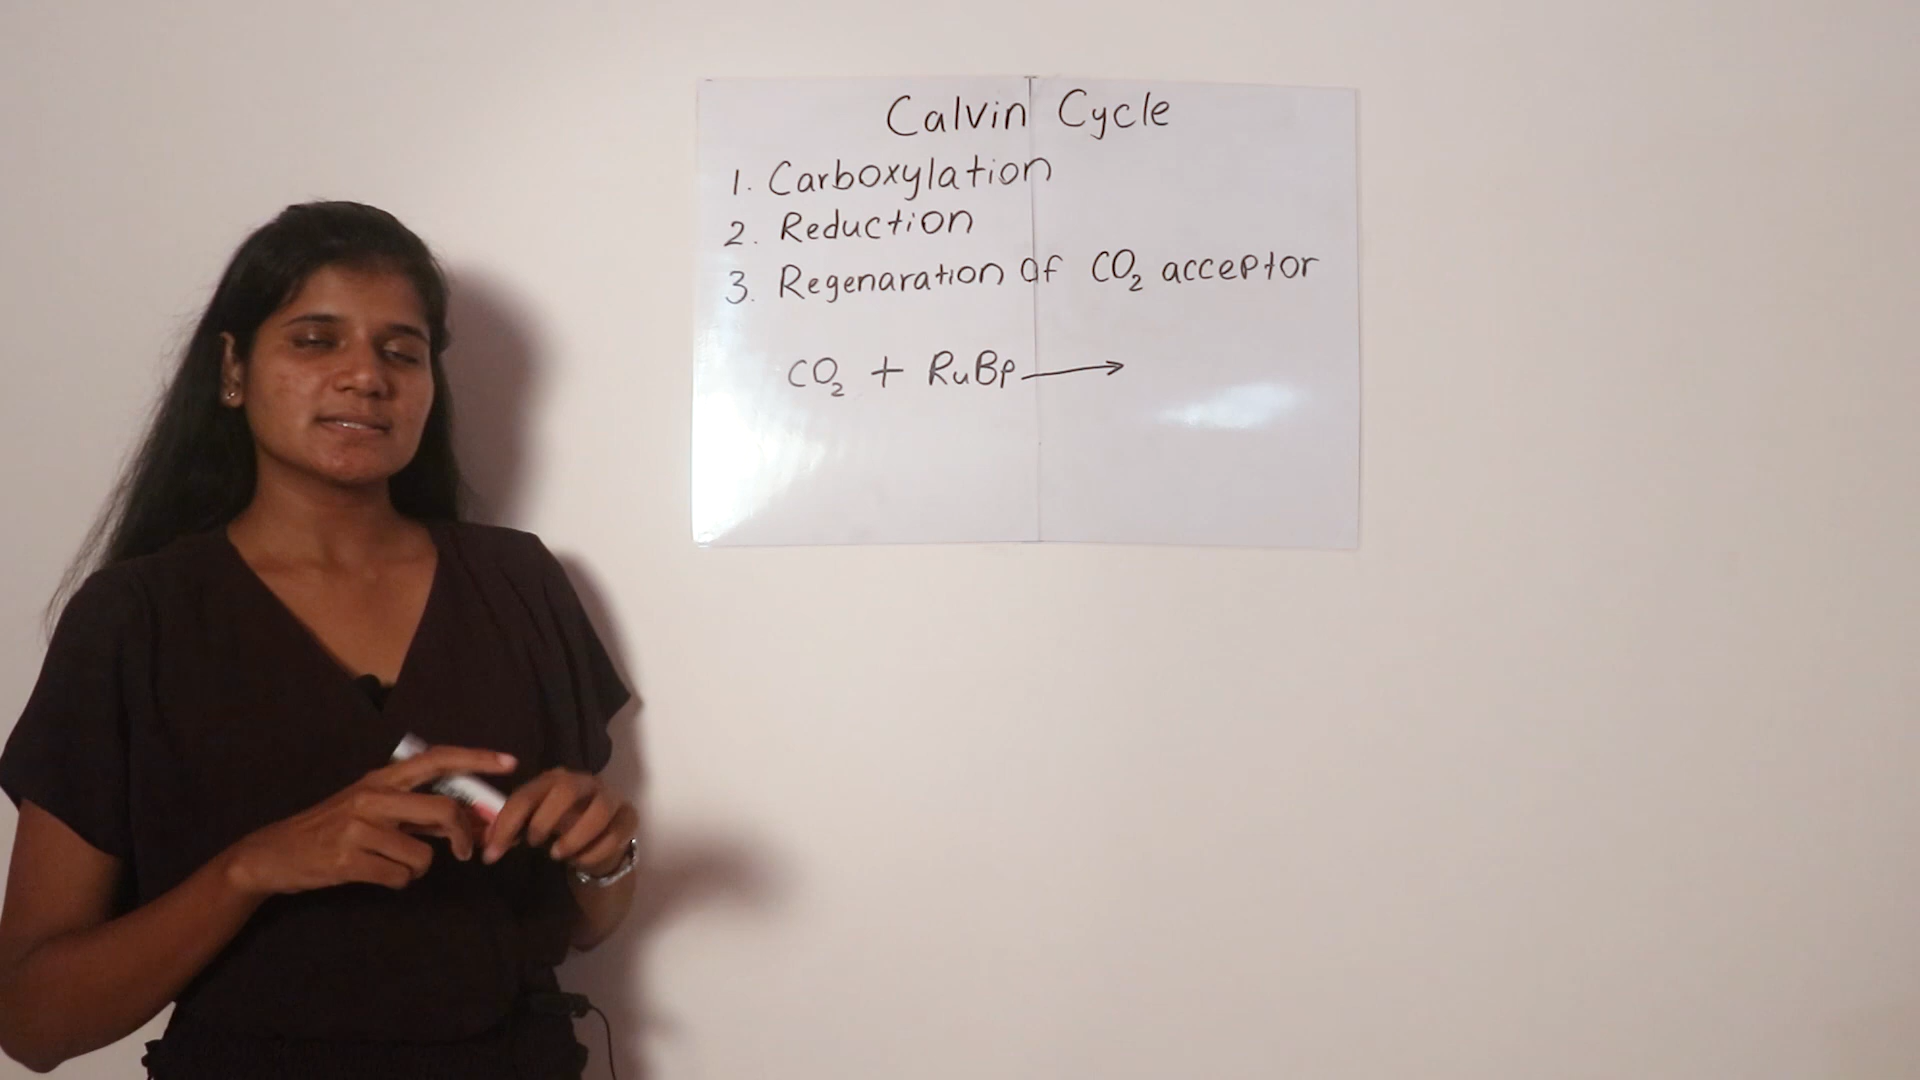 Calvin Cycle
1. Carboxylation
2. Reduction
3. Regenaration of CO₂ acceptor
CO₂ + RuBp ⟶